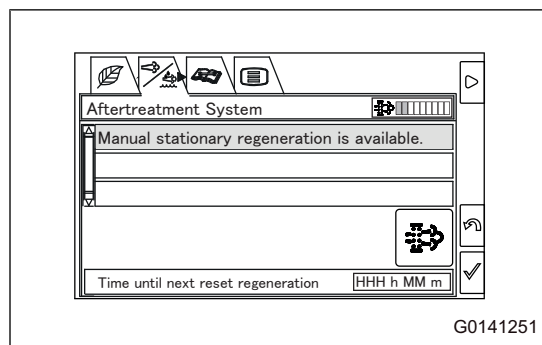 Aftertreatment System
Manual stationary regeneration is available.
Time until next reset regeneration HHH h MM m
G0141251